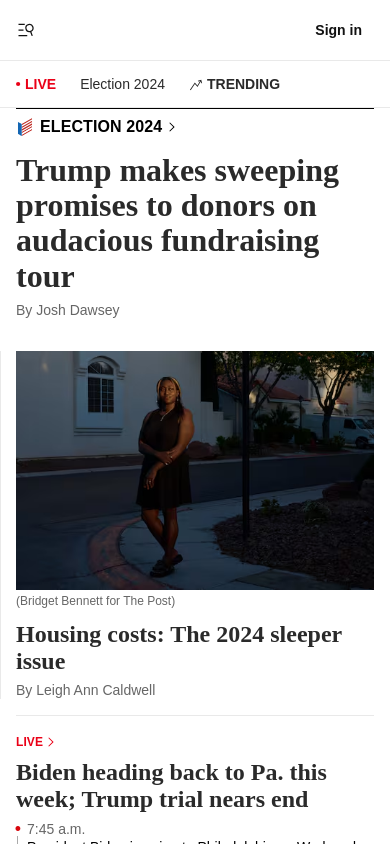 Sign in
LIVE
Election 2024
TRENDING
ELECTION 2024
Trump makes sweeping
promises to donors on
audacious fundraising
tour
By Josh Dawsey
(Bridget Bennett for The Post)
Housing costs: The 2024 sleeper
issue
By Leigh Ann Caldwell
LIVE
Biden heading back to Pa. this
week; Trump trial nears end
7:45 a.m.